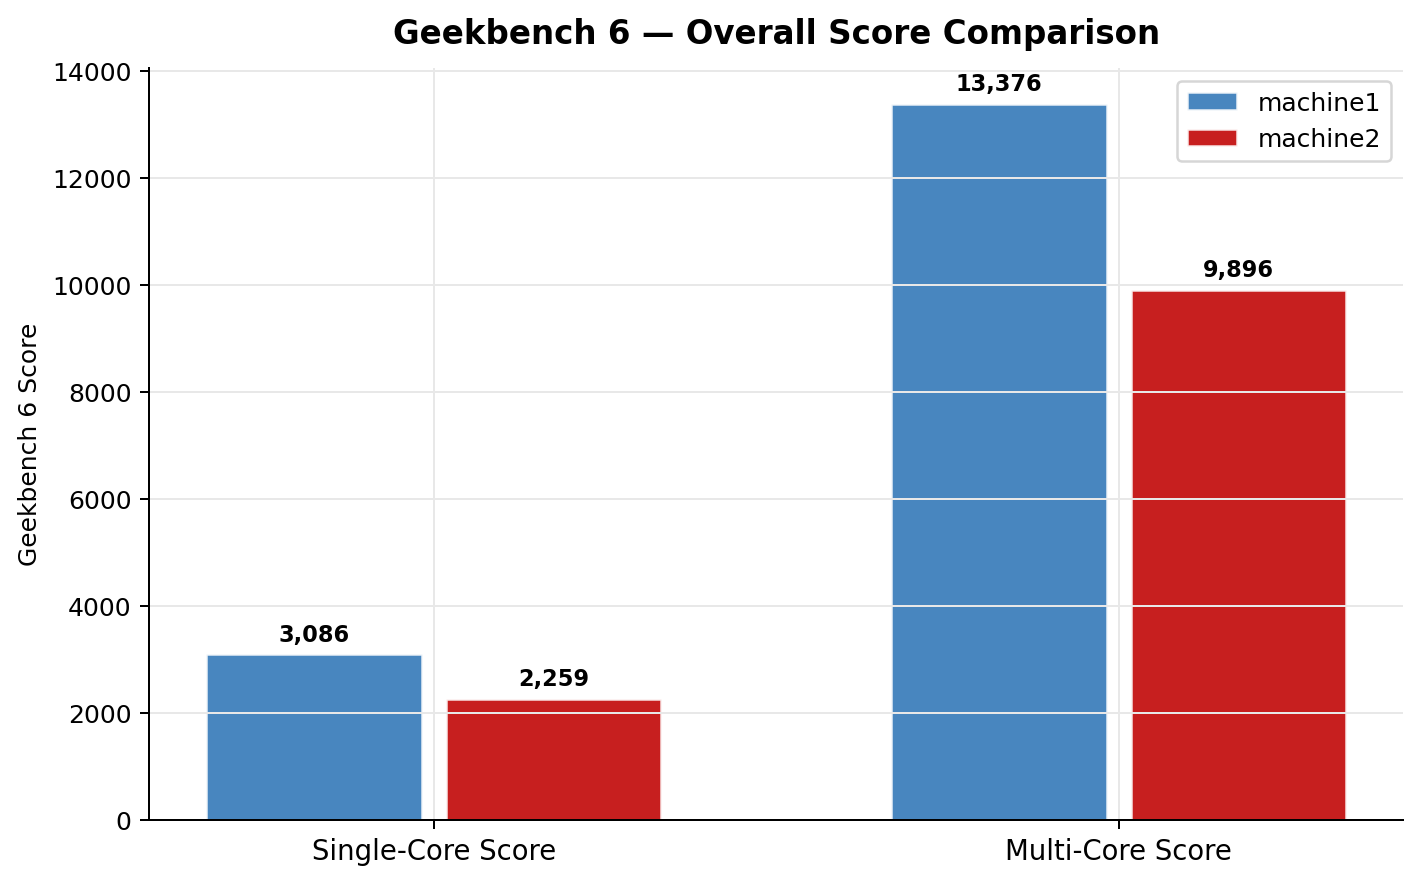 Geekbench 6 — Overall Score Comparison
14000
12000
10000
8000
6000
4000
2000
0
Geekbench 6 Score
3,086
2,259
13,376
9,896
machine1
machine2
Single-Core Score
Multi-Core Score